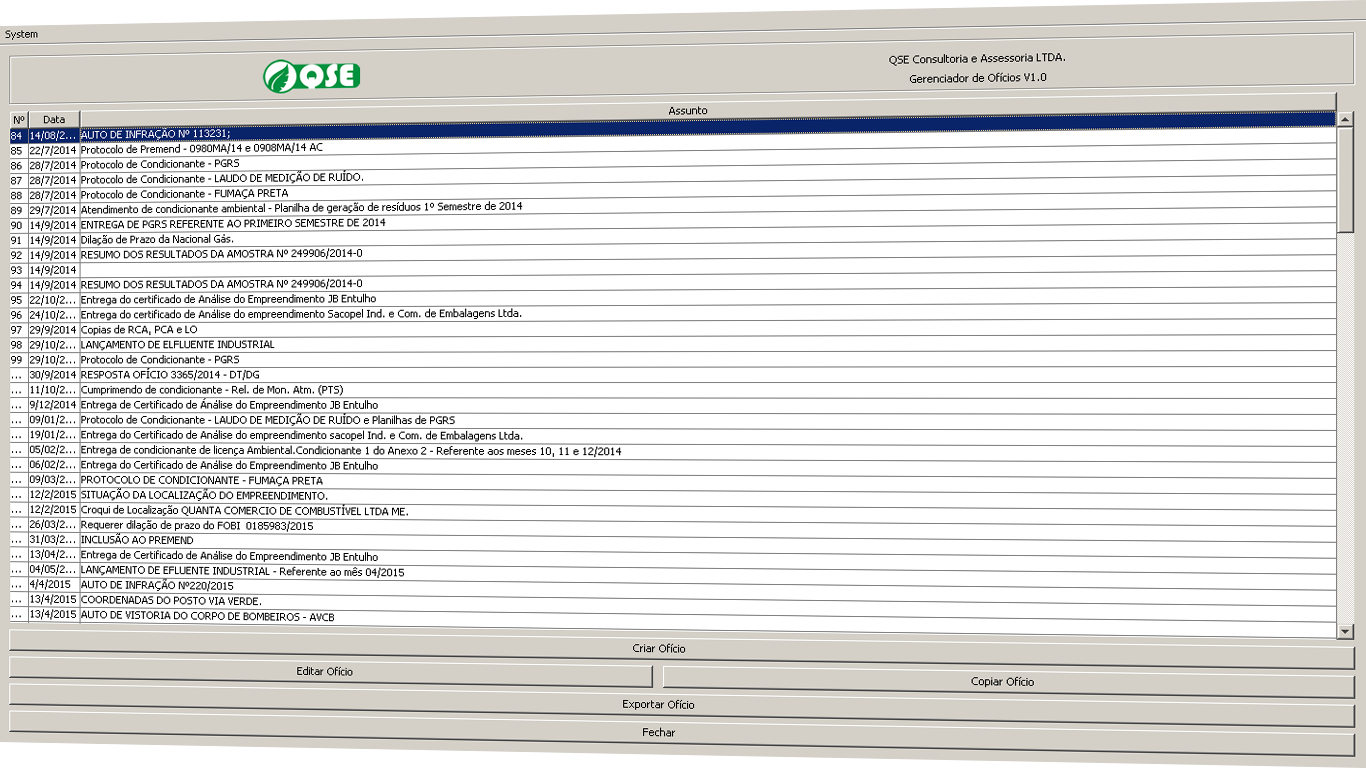 System
QSE
QSE Consultoria e Assessoria LTDA.
Gerenciador de Ofícios V1.0
Nº Data Assunto
84 14/08/2... AUTO DE INFRAÇÃO Nº 113231;
85 22/7/2014 Protocolo de Premend - 0980MA/14 e 0908MA/14 AC
86 28/7/2014 Protocolo de Condicionante - PGRS
87 28/7/2014 Protocolo de Condicionante - LAUDO DE MEDIÇÃO DE RUÍDO.
88 28/7/2014 Protocolo de Condicionante - FUMAÇA PRETA
89 29/7/2014 Atendimento de condicionante ambiental - Planilha de geração de resíduos 1º Semestre de 2014
90 14/9/2014 ENTREGA DE PGRS REFERENTE AO PRIMEIRO SEMESTRE DE 2014
91 14/9/2014 Dilação de Prazo da Nacional Gás.
92 14/9/2014 RESUMO DOS RESULTADOS DA AMOSTRA Nº 249906/2014-0
93 14/9/2014
94 14/9/2014 RESUMO DOS RESULTADOS DA AMOSTRA Nº 249906/2014-0
95 22/10/2... Entrega do certificado de Análise do Empreendimento JB Entulho
96 24/10/2... Entrega do certificado de Análise do empreendimento Sacopel Ind. e Com. de Embalagens Ltda.
97 29/9/2014 Copias de RCA, PCA e LO
98 29/10/2... LANÇAMENTO DE ELFLUENTE INDUSTRIAL
99 29/10/2... Protocolo de Condicionante - PGRS
... 30/9/2014 RESPOSTA OFÍCIO 3365/2014 - DT/DG
... 11/10/2... Cumprimendo de condicionante - Rel. de Mon. Atm. (PTS)
... 9/12/2014 Entrega de Certificado de Ánálise do Empreendimento JB Entulho
... 09/01/2... Protocolo de Condicionante - LAUDO DE MEDIÇÃO DE RUÍDO e Planilhas de PGRS
... 19/01/2... Entrega do Certificado de Análise do empreendimento sacopel Ind. e Com. de Embalagens Ltda.
... 05/02/2... Entrega de condicionante de licença Ambiental.Condicionante 1 do Anexo 2 - Referente aos meses 10, 11 e 12/2014
... 06/02/2... Entrega do Certificado de Análise do Empreendimento JB Entulho
... 09/03/2... PROTOCOLO DE CONDICIONANTE - FUMAÇA PRETA
... 12/2/2015 SITUAÇÃO DA LOCALIZAÇÃO DO EMPREENDIMENTO.
... 12/2/2015 Croqui de Localização QUANTA COMERCIO DE COMBUSTÍVEL LTDA ME.
... 26/03/2... Requerer dilação de prazo do FOBI 0185983/2015
... 31/03/2... INCLUSÃO AO PREMEND
... 13/04/2... Entrega de Certificado de Análise do Empreendimento JB Entulho
... 04/05/2... LANÇAMENTO DE EFLUENTE INDUSTRIAL - Referente ao mês 04/2015
... 4/4/2015 AUTO DE INFRAÇÃO Nº220/2015
... 13/4/2015 COORDENADAS DO POSTO VIA VERDE.
... 13/4/2015 AUTO DE VISTORIA DO CORPO DE BOMBEIROS - AVCB
Criar Ofício
Editar Ofício Copiar Ofício
Exportar Ofício
Fechar